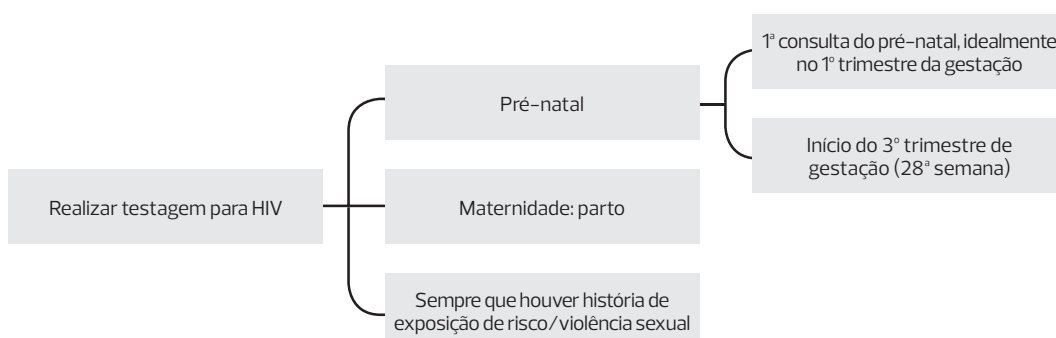 Realizar testagem para HIV
Pré-natal
1ª consulta do pré-natal, idealmente
no 1º trimestre da gestação
Início do 3º trimestre de
gestação (28ª semana)
Maternidade: parto
Sempre que houver história de
exposição de risco/violência sexual